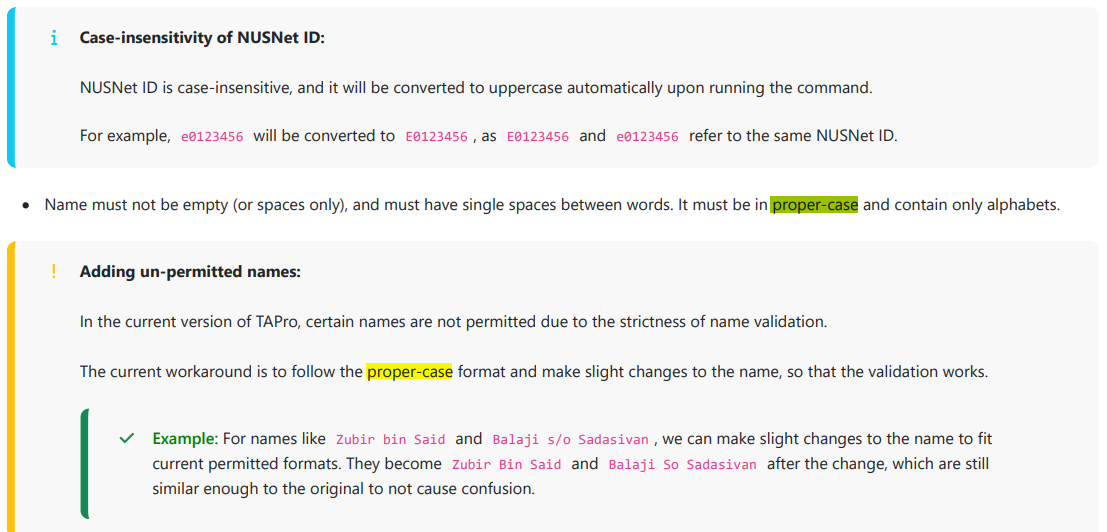 i Case-insensitivity of NUSNet ID:
NUSNet ID is case-insensitive, and it will be converted to uppercase automatically upon running the command.
For example, e0123456 will be converted to E0123456, as E0123456 and e0123456 refer to the same NUSNet ID.
• Name must not be empty (or spaces only), and must have single spaces between words. It must be in proper-case and contain only alphabets.
! Adding un-permitted names:
In the current version of TAPro, certain names are not permitted due to the strictness of name validation.
The current workaround is to follow the proper-case format and make slight changes to the name, so that the validation works.
Example: For names like Zubir bin Said and Balaji s/o Sadasivan, we can make slight changes to the name to fit
current permitted formats. They become Zubir Bin Said and Balaji So Sadasivan after the change, which are still
similar enough to the original to not cause confusion.